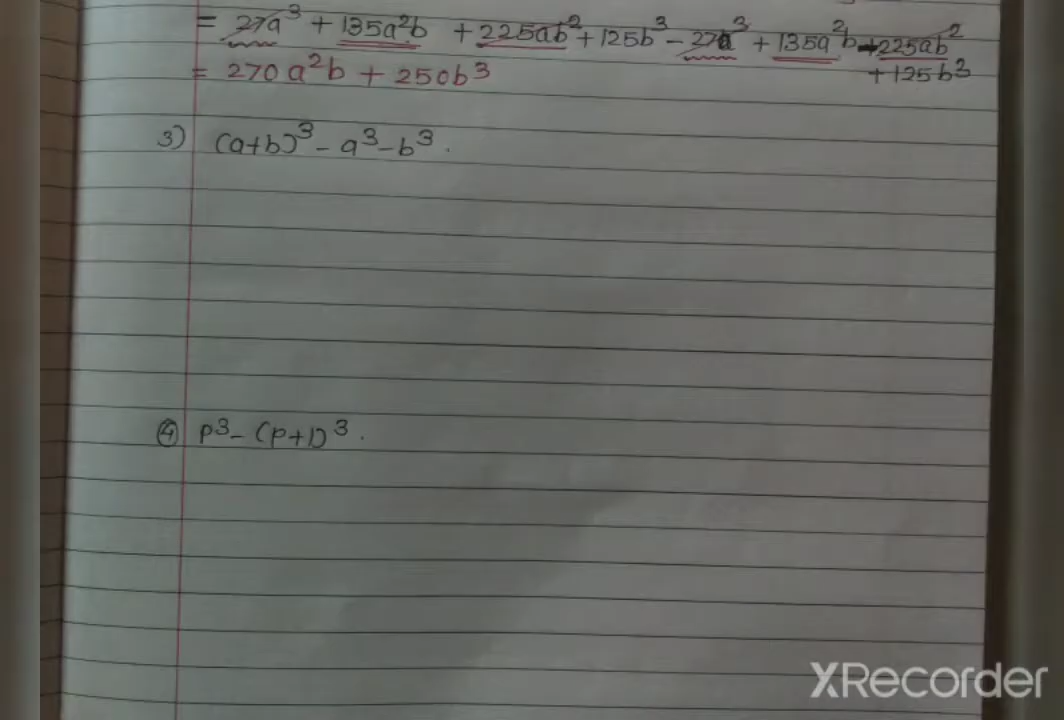 = 27a³ + 135a²b + 225ab² + 125b³ - 27a³ + 135a²b - 225ab²
+ 125b³
= 270a²b + 250b³
3) (a+b)³ - a³ - b³.
④ p³ - (p+1)³.
XRecorder